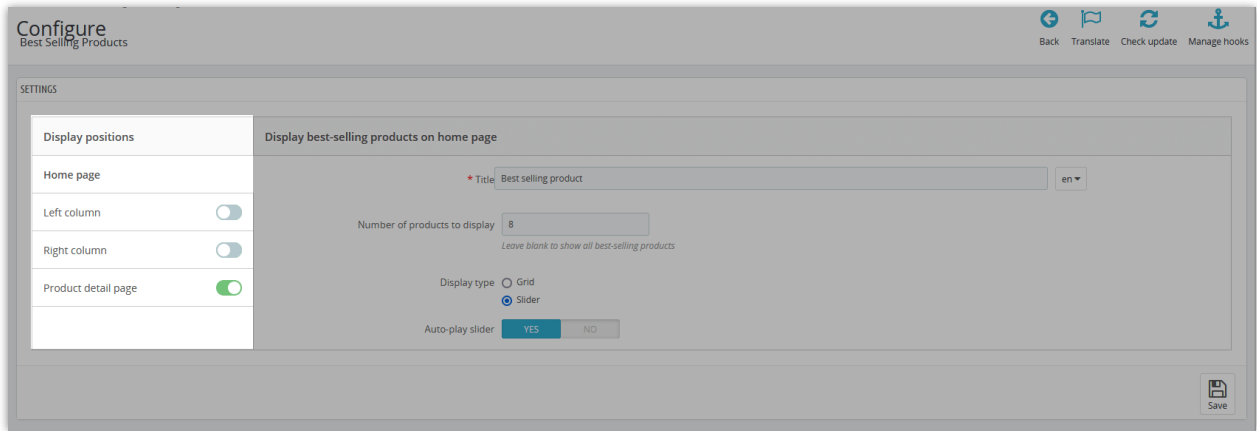 Configure
Best Selling Products
Back Translate Check update Manage hooks
SETTINGS
Display positions
Display best-selling products on home page
Home page
* Title Best selling product en
Left column
Number of products to display 8
Leave blank to show all best-selling products
Right column
Display type Grid
Product detail page
Slider
Auto-play slider YES NO
Save